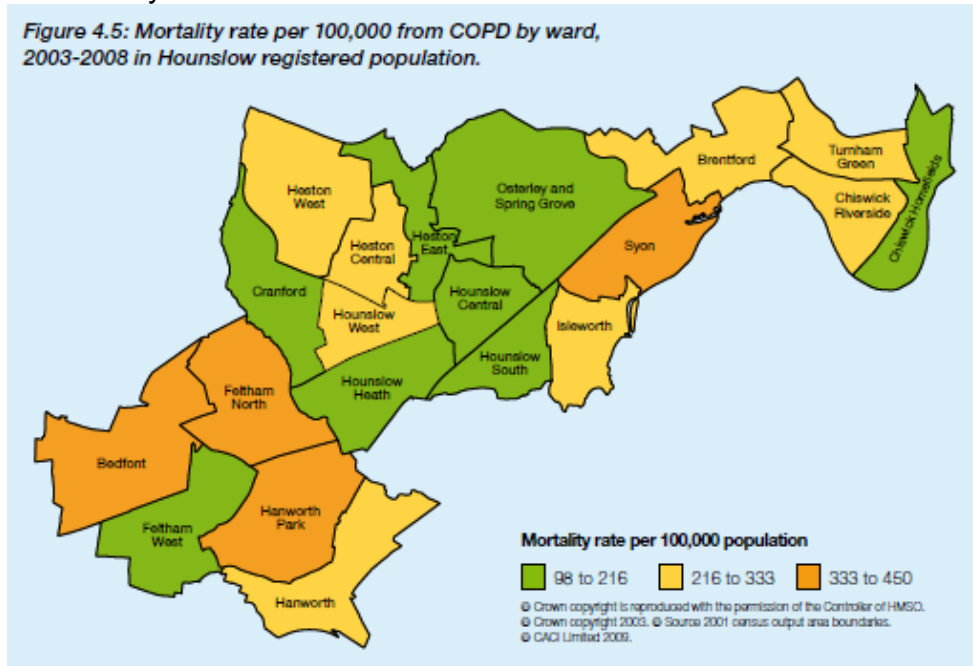 Figure 4.5: Mortality rate per 100,000 from COPD by ward,
2003-2008 in Hounslow registered population.
Heston
West
Heston
Central
Heston
East
Osterley and
Spring Grove
Brentford
Turnham
Green
Chiswick
Riverside
Chiswick Homefields
Syon
Cranford
Hounslow
West
Hounslow
Central
Isleworth
Hounslow
South
Hounslow
Heath
Feltham
North
Bedfont
Feltham
West
Hanworth
Park
Hanworth
Mortality rate per 100,000 population
98 to 216
216 to 333
333 to 450
© Crown copyright is reproduced with the permission of the Controller of HMSO.
© Crown copyright 2003. © Source 2001 census output area boundaries.
© CACI Limited 2009.